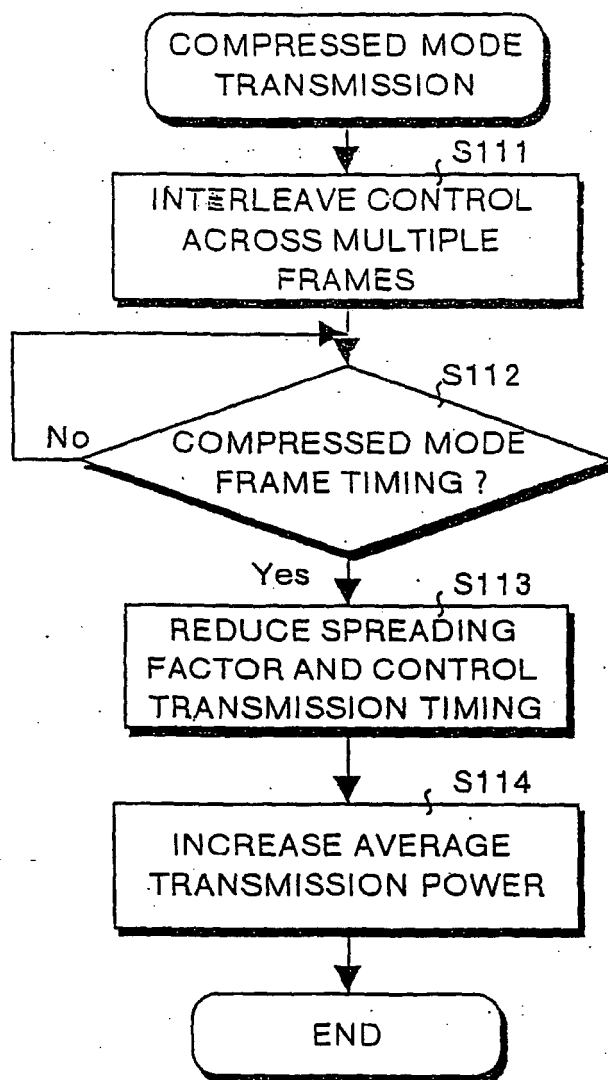 COMPRESSED MODE
TRANSMISSION
S111
INTERLEAVE CONTROL
ACROSS MULTIPLE
FRAMES
S112
No
COMPRESSED MODE
FRAME TIMING ?
Yes
S113
REDUCE SPREADING
FACTOR AND CONTROL
TRANSMISSION TIMING
S114
INCREASE AVERAGE
TRANSMISSION POWER
END